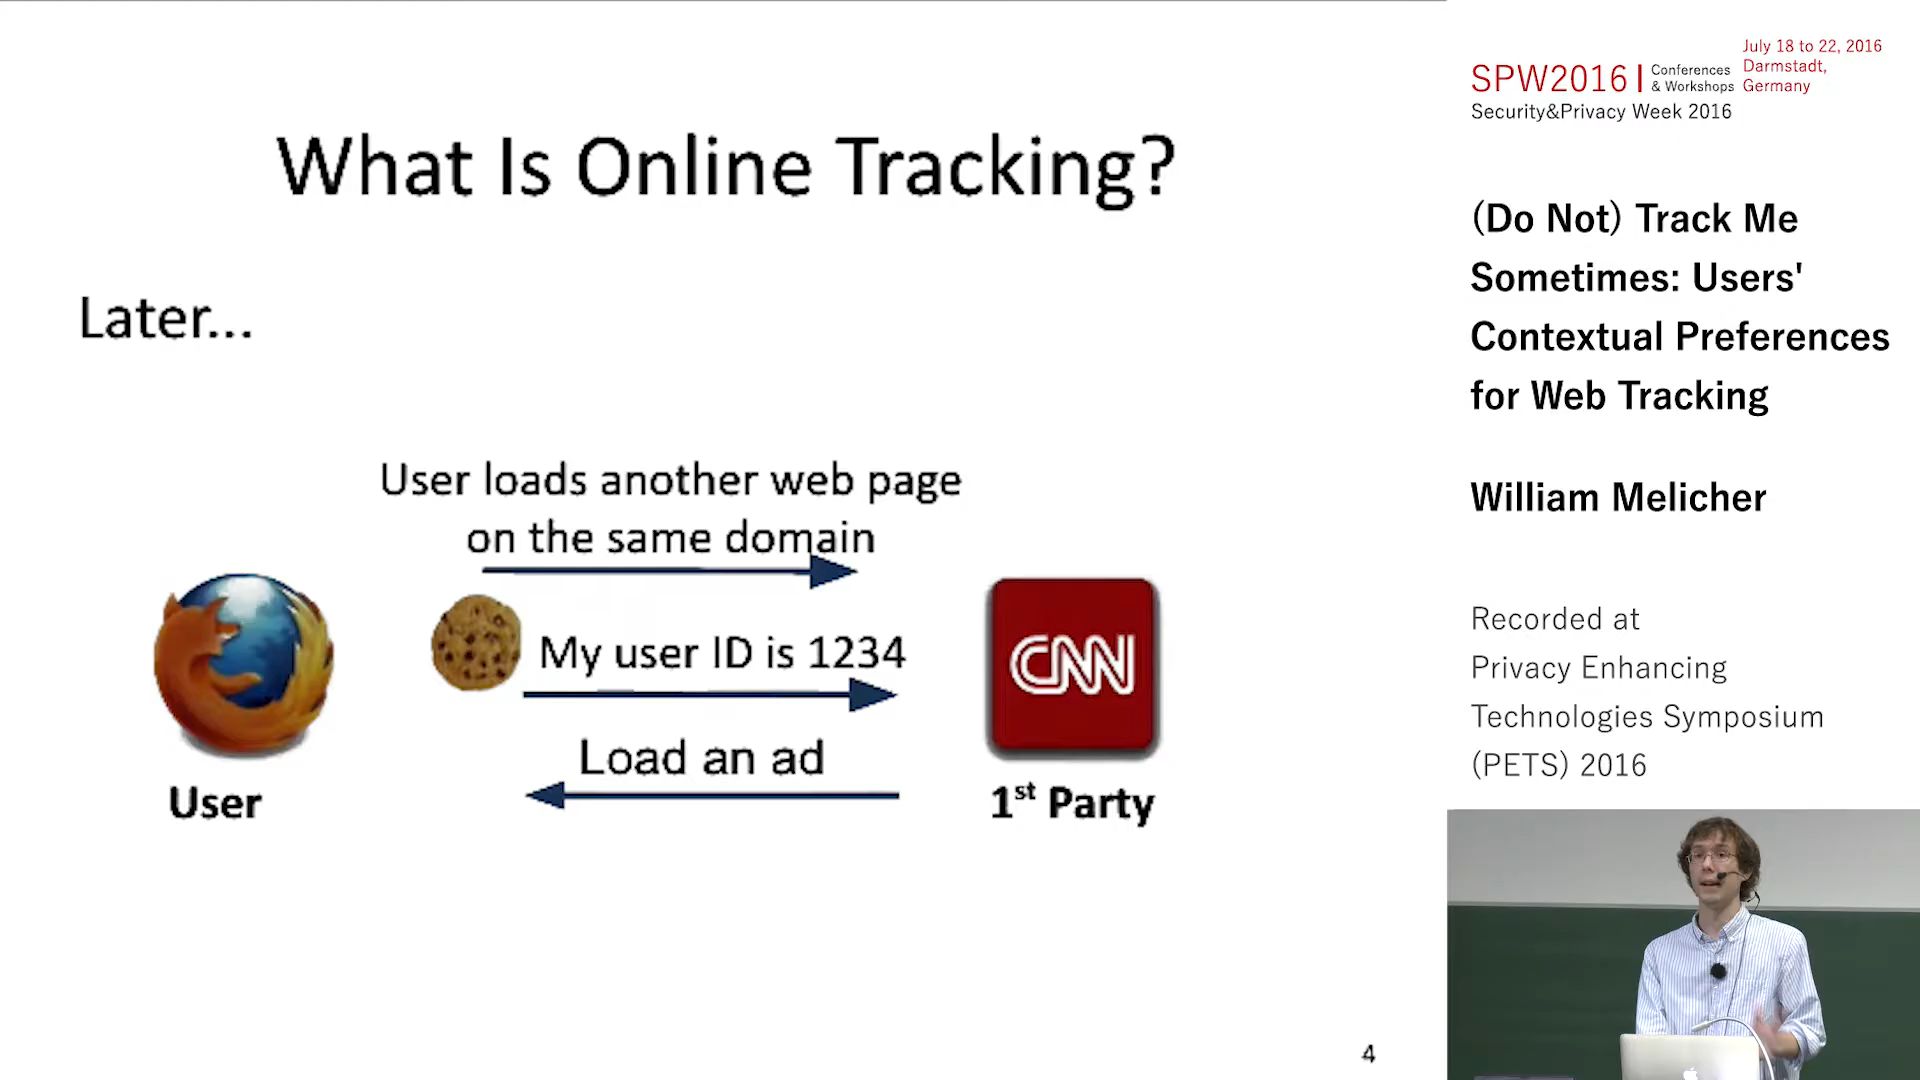 What Is Online Tracking?
Later...
User loads another web page
on the same domain
My user ID is 1234
Load an ad
User
CNN
1st Party
4
SPW2016 | Conferences & Workshops
July 18 to 22, 2016
Darmstadt,
Germany
Security&Privacy Week 2016
(Do Not) Track Me
Sometimes: Users'
Contextual Preferences
for Web Tracking
William Melicher
Recorded at
Privacy Enhancing
Technologies Symposium
(PETS) 2016